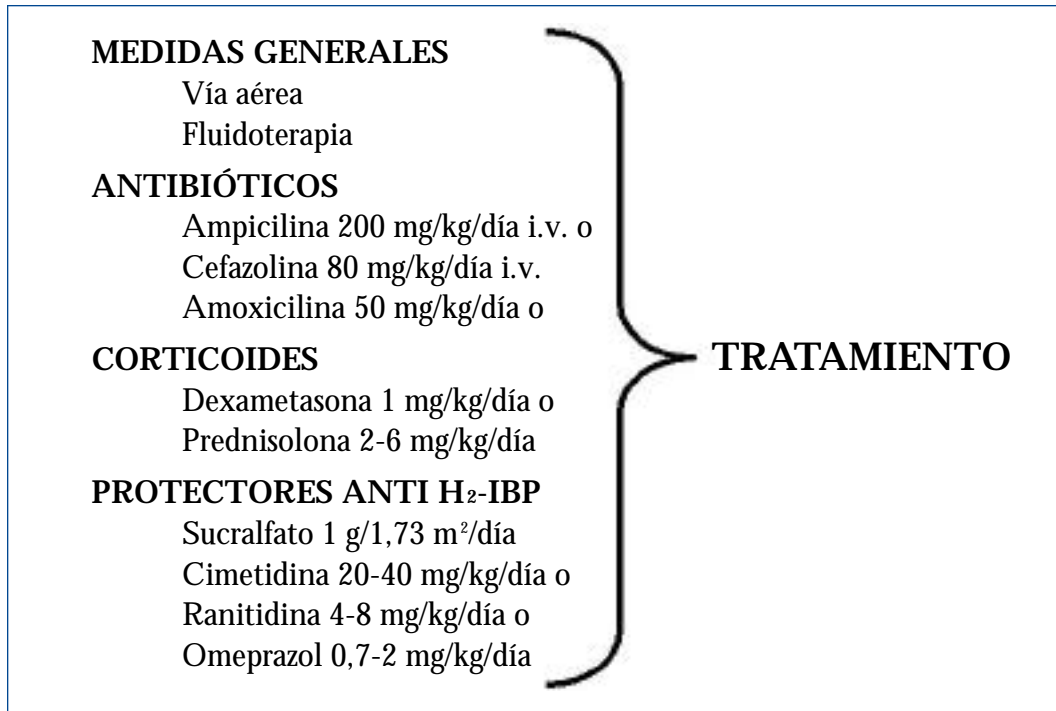 MEDIDAS GENERALES
Vía aérea
Fluidoterapia
ANTIBIÓTICOS
Ampicilina 200 mg/kg/día i.v. o
Cefazolina 80 mg/kg/día i.v.
Amoxicilina 50 mg/kg/día o
CORTICOIDES
Dexametasona 1 mg/kg/día o
Prednisolona 2-6 mg/kg/día
PROTECTORES ANTI H₂-IBP
Sucralfato 1 g/1,73 m²/día
Cimetidina 20-40 mg/kg/día o
Ranitidina 4-8 mg/kg/día o
Omeprazol 0,7-2 mg/kg/día
TRATAMIENTO